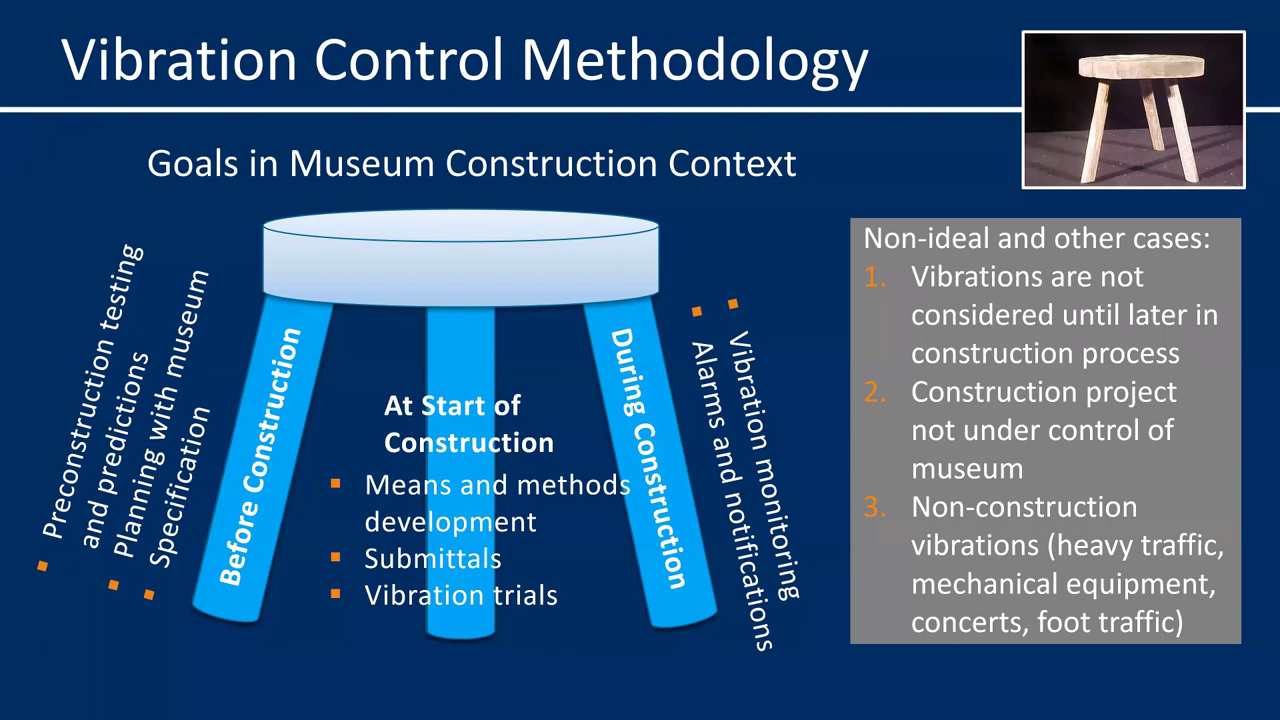 Vibration Control Methodology
Goals in Museum Construction Context
▪ Preconstruction testing
and predictions
▪ Planning with museum
▪ Specification
Before Construction
At Start of
Construction
▪ Means and methods
development
▪ Submittals
▪ Vibration trials
During Construction
▪ Vibration monitoring
▪ Alarms and notifications
Non-ideal and other cases:
1. Vibrations are not
considered until later in
construction process
2. Construction project
not under control of
museum
3. Non-construction
vibrations (heavy traffic,
mechanical equipment,
concerts, foot traffic)